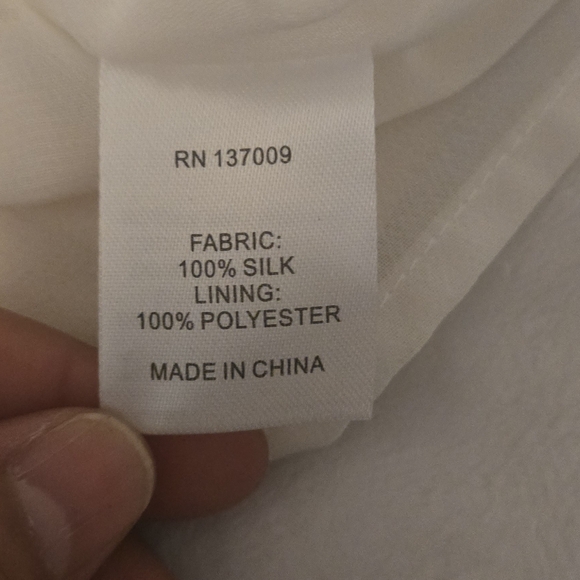 RN 137009
FABRIC:
100% SILK
LINING:
100% POLYESTER
MADE IN CHINA